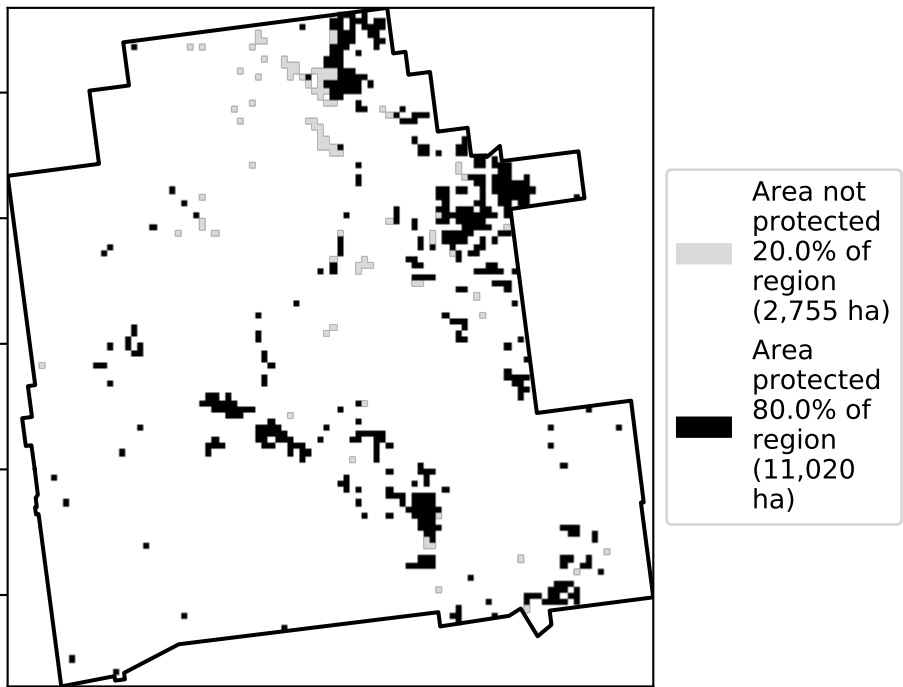 Area not
protected
20.0% of
region
(2,755 ha)
Area
protected
80.0% of
region
(11,020
ha)